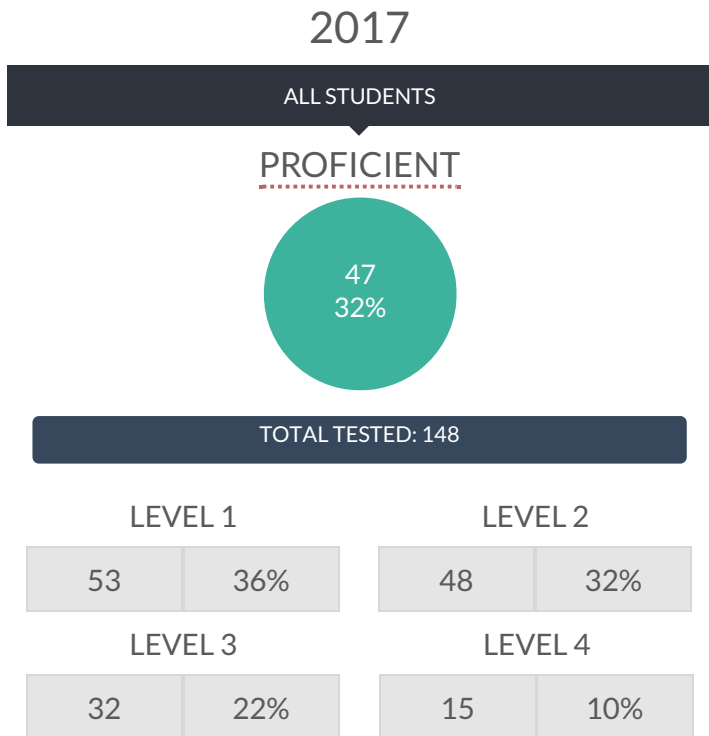 2017
ALL STUDENTS
PROFICIENT
47
32%
TOTAL TESTED: 148
LEVEL 1 LEVEL 2
53 36% 48 32%
LEVEL 3 LEVEL 4
32 22% 15 10%